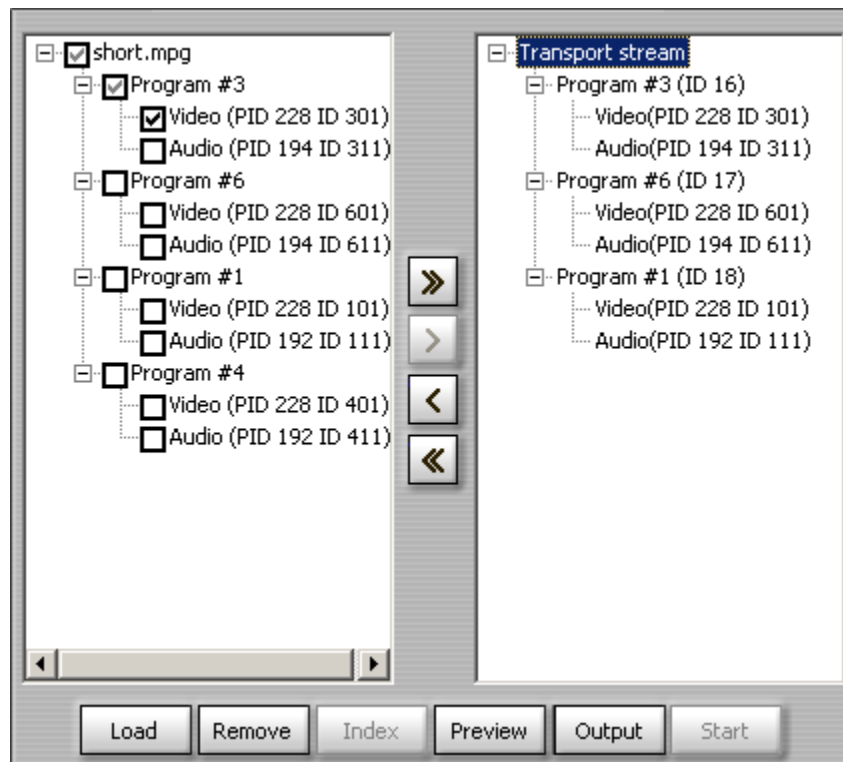 short.mpg
Program #3
Video (PID 228 ID 301)
Audio (PID 194 ID 311)
Program #6
Video (PID 228 ID 601)
Audio (PID 194 ID 611)
Program #1
Video (PID 228 ID 101)
Audio (PID 192 ID 111)
Program #4
Video (PID 228 ID 401)
Audio (PID 192 ID 411)
Transport stream
Program #3 (ID 16)
Video(PID 228 ID 301)
Audio(PID 194 ID 311)
Program #6 (ID 17)
Video(PID 228 ID 601)
Audio(PID 194 ID 611)
Program #1 (ID 18)
Video(PID 228 ID 101)
Audio(PID 192 ID 111)
Load Remove Index Preview Output Start